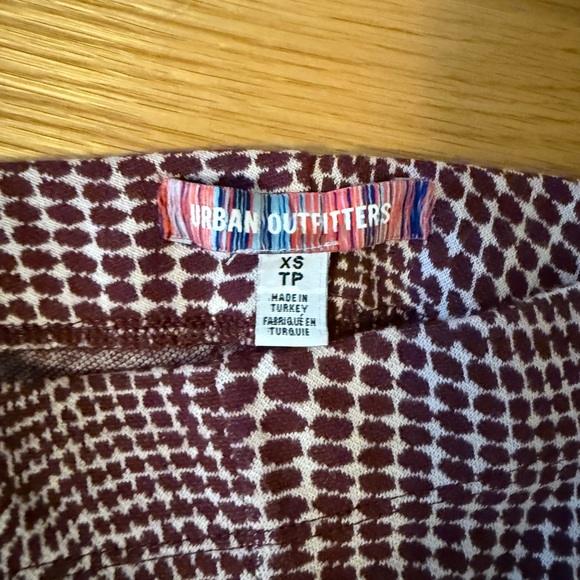 URBAN OUTFITTERS
XS
TP
MADE IN
TURKEY
FABRIQUÉ EN
TURQUIE